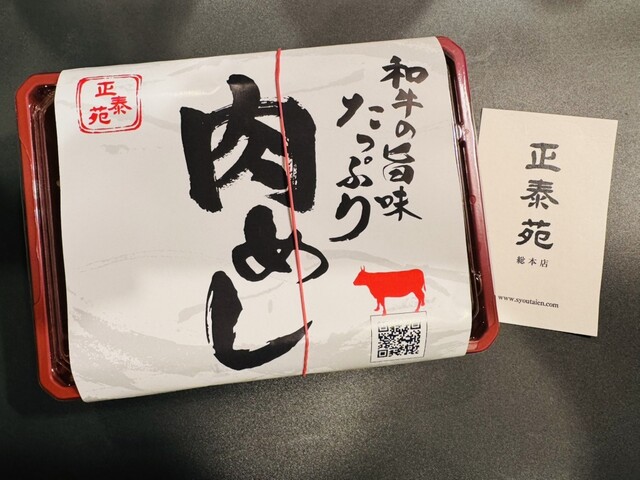 和牛の旨味
たっぷり
肉めし
正泰苑
正泰苑
総本店
www.syoutaien.com